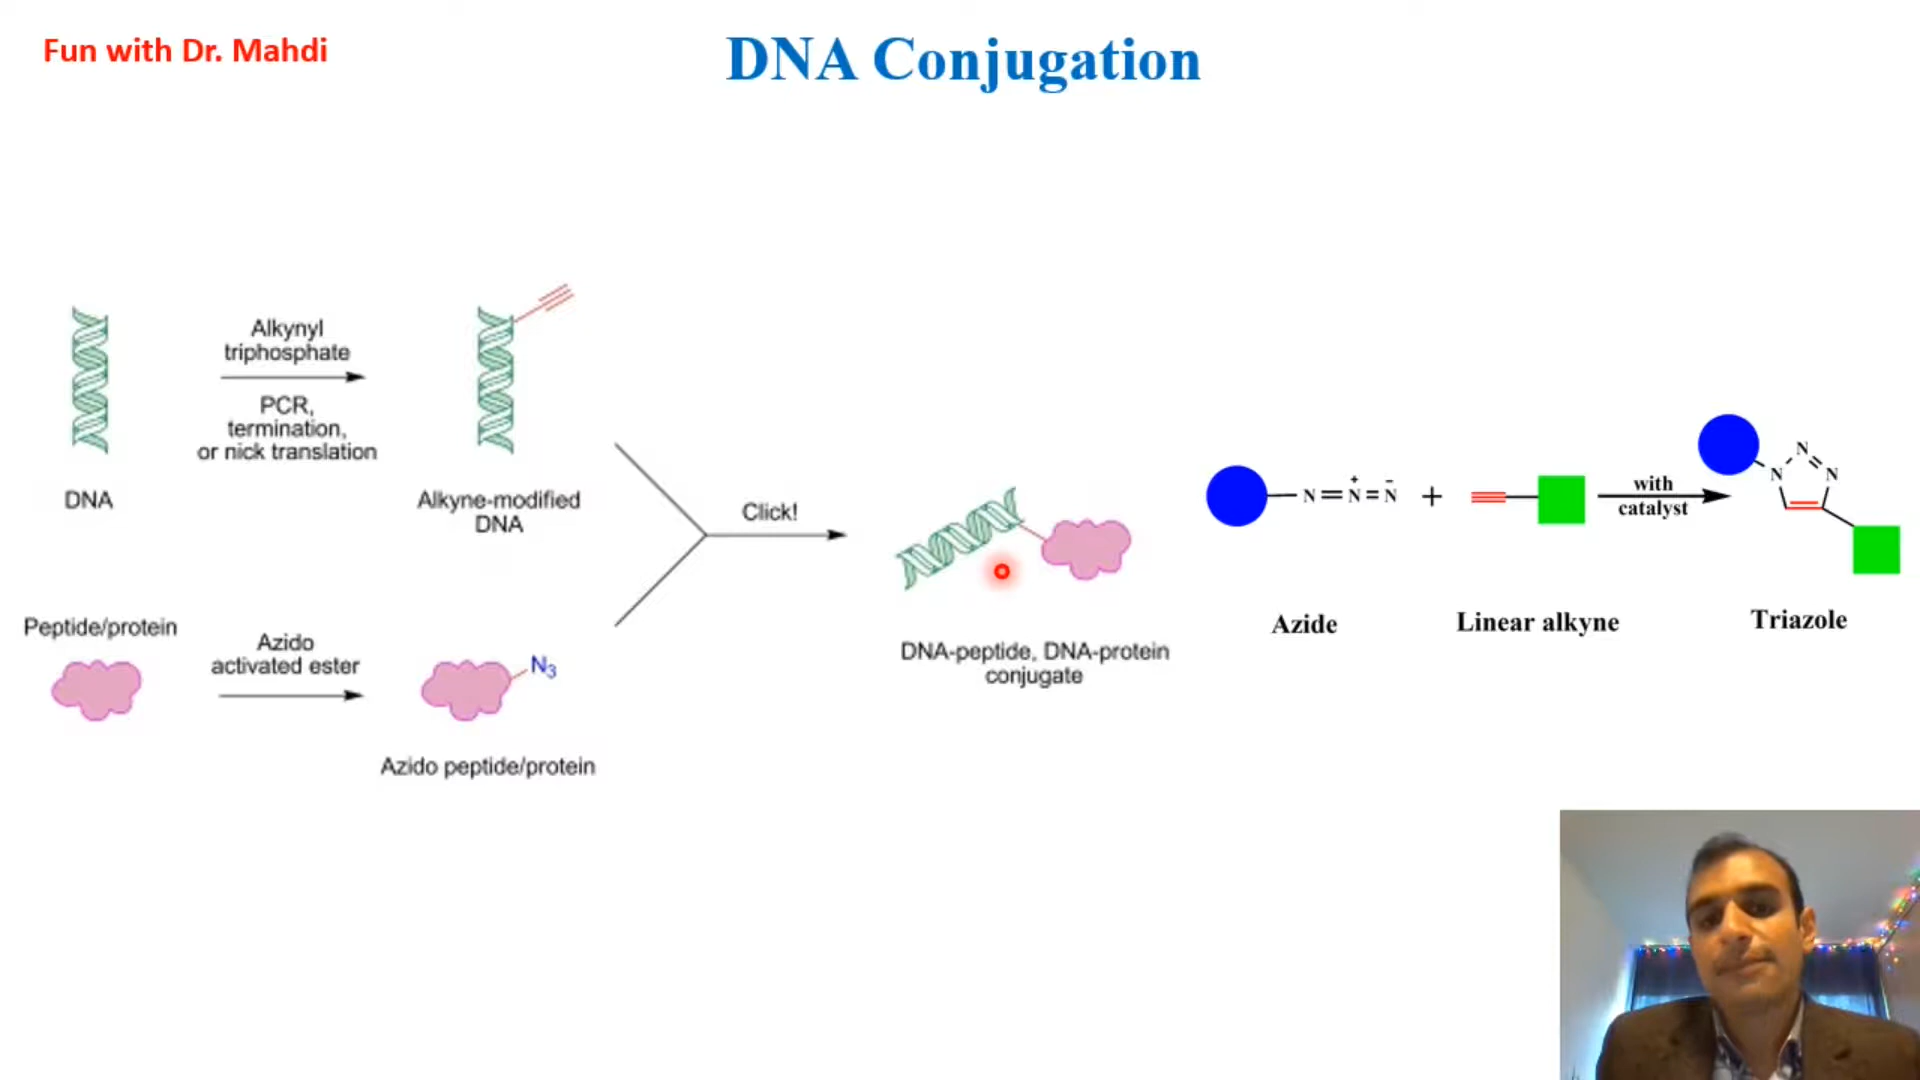 Fun with Dr. Mahdi
DNA Conjugation
Alkynyl
triphosphate
PCR,
termination,
or nick translation
DNA
Alkyne-modified
DNA
Peptide/protein
Azido
activated ester
N3
Azido peptide/protein
Click!
DNA-peptide, DNA-protein
conjugate
N=N=N
+ -
+
with
catalyst
N
N
N
Azide
Linear alkyne
Triazole